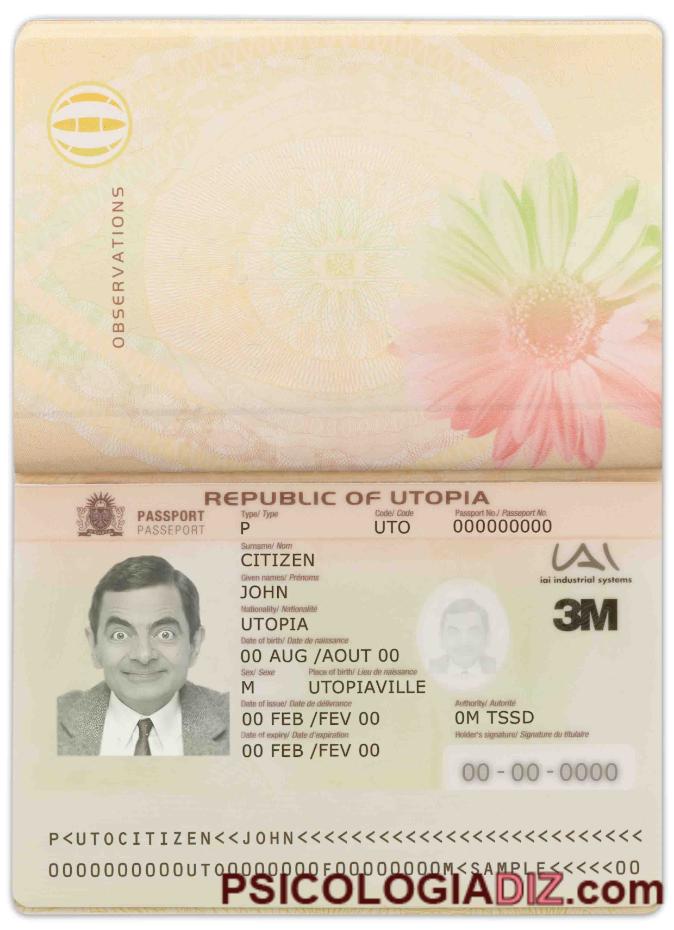 OBSERVATIONS
REPUBLIC OF UTOPIA
PASSPORT
PASSEPORT
Type/ Type
P
Code/ Code
UTO
Passport No./ Passeport No.
000000000
Surname/ Nom
CITIZEN
Given names/ Prénoms
JOHN
Nationality/ Nationalité
UTOPIA
Date of birth/ Date de naissance
00 AUG /AOUT 00
Sex/ Sexe
M
Place of birth/ Lieu de naissance
UTOPIAVILLE
Date of issue/ Date de délivrance
00 FEB /FEV 00
Date of expiry/ Date d'expiration
00 FEB /FEV 00
IAI
iai industrial systems
3M
Authority/ Autorité
0M TSSD
Holder's signature/ Signature du titulaire
00-00-0000
P<UTOCITIZEN<<JOHN<<<<<<<<<<<<<<<<<<<<<<<<<<
0000000000UTO0000000F00000000M<SAMPLE<<<<<00
PSICOLOGIADIZ.com